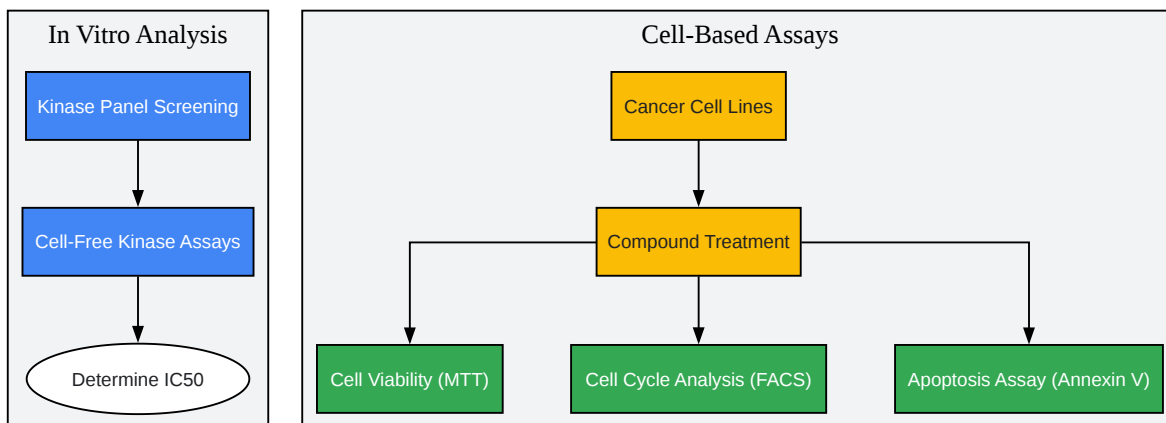 In Vitro Analysis
Kinase Panel Screening
Cell-Free Kinase Assays
Determine IC50
Cell-Based Assays
Cancer Cell Lines
Compound Treatment
Cell Viability (MTT)
Cell Cycle Analysis (FACS)
Apoptosis Assay (Annexin V)